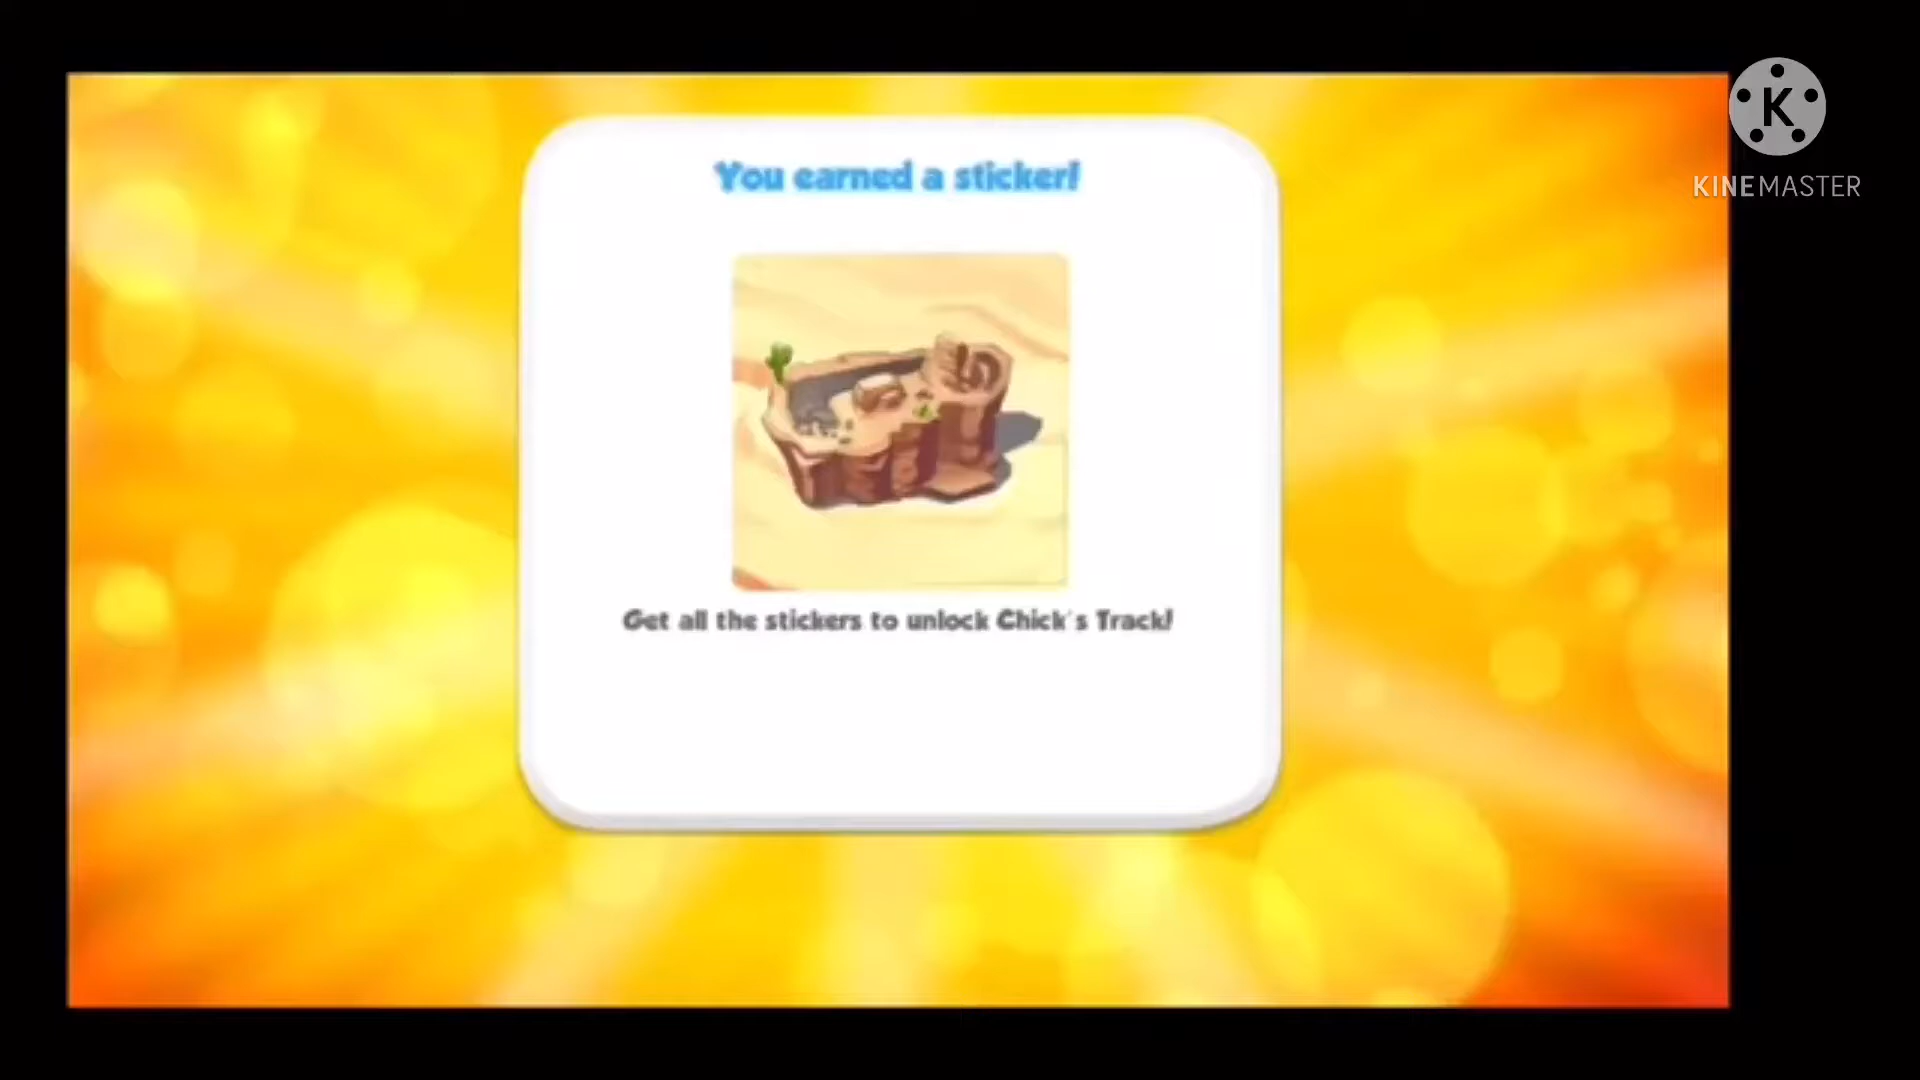 You earned a sticker!
K
KINEMASTER
Get all the stickers to unlock Chick's Track!